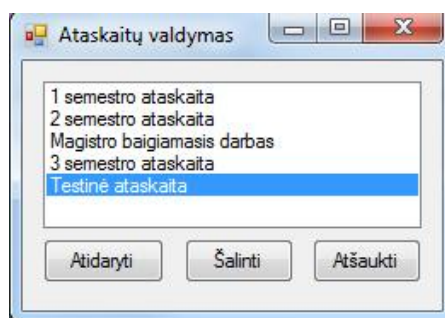 Ataskaitų valdymas
1 semestro ataskaita
2 semestro ataskaita
Magistro baigiamasis darbas
3 semestro ataskaita
Testinė ataskaita
Atidaryti Šalinti Atšaukti